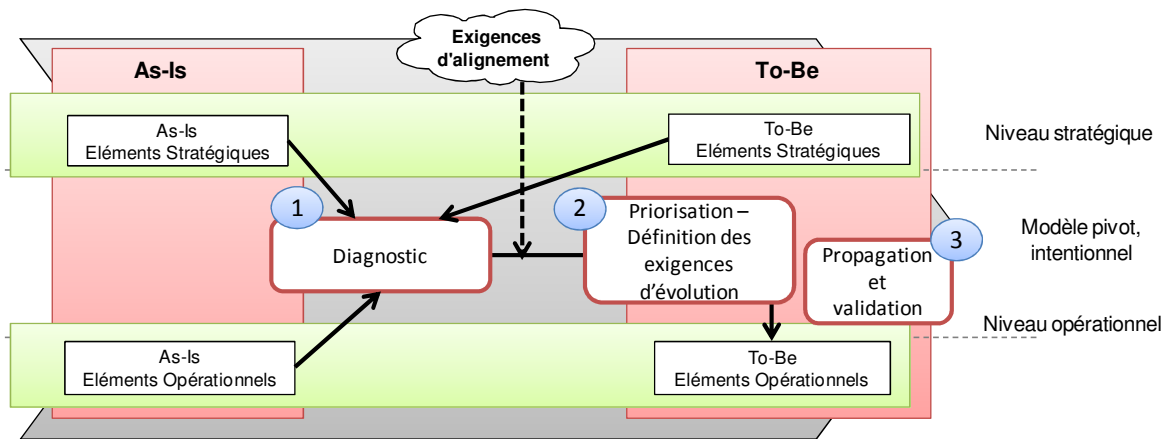 Exigences
d'alignement
As-Is
To-Be
As-Is
Eléments Stratégiques
To-Be
Eléments Stratégiques
Niveau stratégique
1
Diagnostic
2
Priorisation –
Définition des
exigences
d'évolution
3
Propagation
et
validation
Modèle pivot,
intentionnel
Niveau opérationnel
As-Is
Eléments Opérationnels
To-Be
Eléments Opérationnels